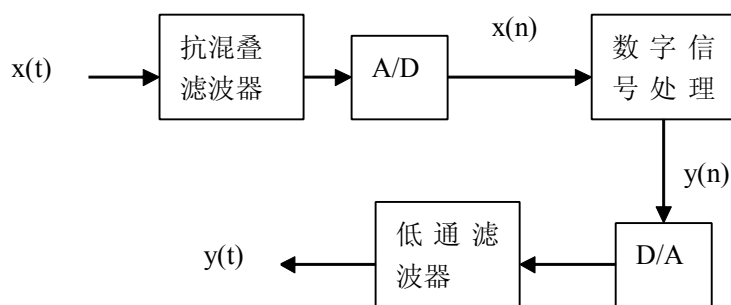 x(t)
抗混叠
滤波器
A/D
x(n)
数字信
号处理
y(n)
D/A
低通滤
波器
y(t)